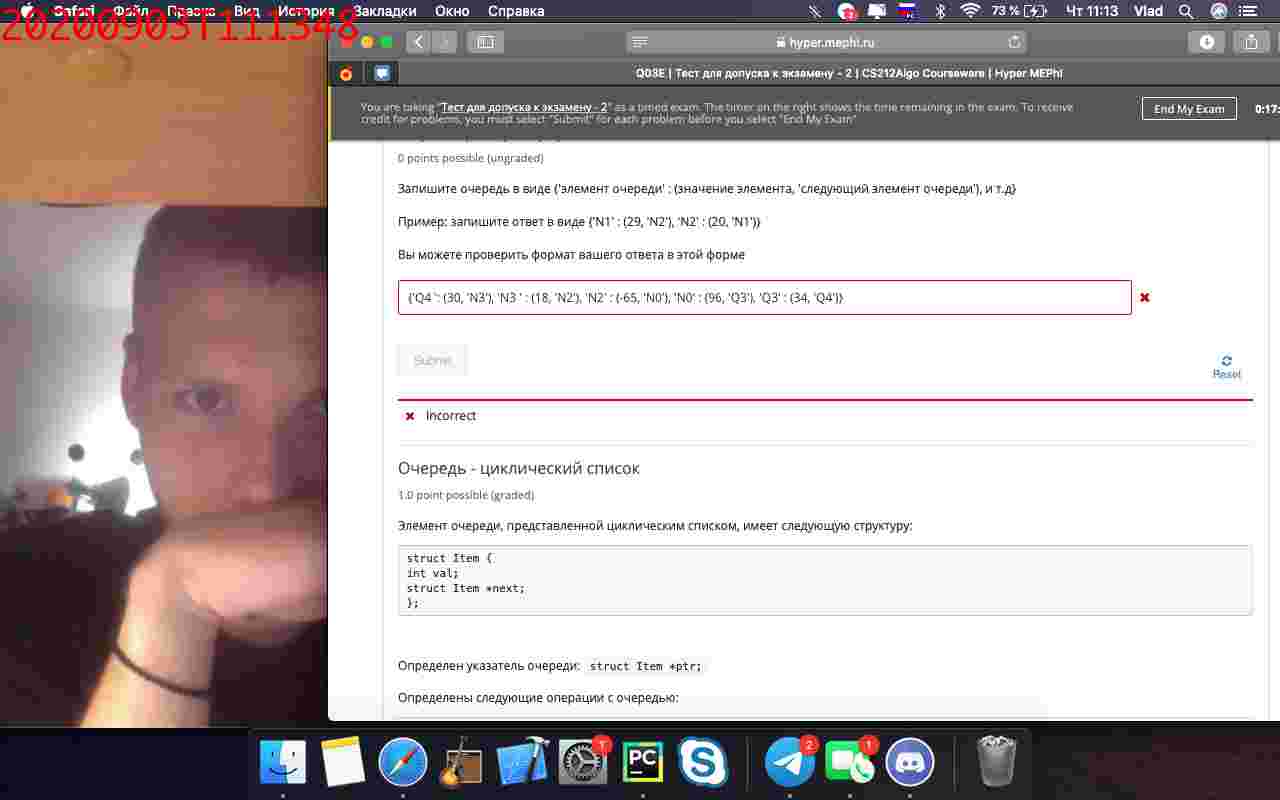 20200903T111348
Safari Файл Правка Вид История Закладки Окно Справка
2 73 % Чт 11:13 Vlad
hyper.mephi.ru
Q03E | Тест для допуска к экзамену - 2 | CS212Algo Courseware | Hyper MEPhI
You are taking "Тест для допуска к экзамену - 2" as a timed exam. The timer on the right shows the time remaining in the exam. To receive
credit for problems, you must select "Submit" for each problem before you select "End My Exam"
End My Exam
0:17:
0 points possible (ungraded)
Запишите очередь в виде {'элемент очереди' : (значение элемента, 'следующий элемент очереди'), и т.д}
Пример: запишите ответ в виде {'N1' : (29, 'N2'), 'N2' : (20, 'N1')}
Вы можете проверить формат вашего ответа в этой форме
{'Q4 ': (30, 'N3'), 'N3 ' : (18, 'N2'), 'N2' : (-65, 'N0'), 'N0' : (96, 'Q3'), 'Q3' : (34, 'Q4')}
Submit
Reset
Incorrect
Очередь - циклический список
1.0 point possible (graded)
Элемент очереди, представленной циклическим списком, имеет следующую структуру:
struct Item {
int val;
struct Item *next;
};
Определен указатель очереди: struct Item *ptr;
Определены следующие операции с очередью:
1
PC
2
1